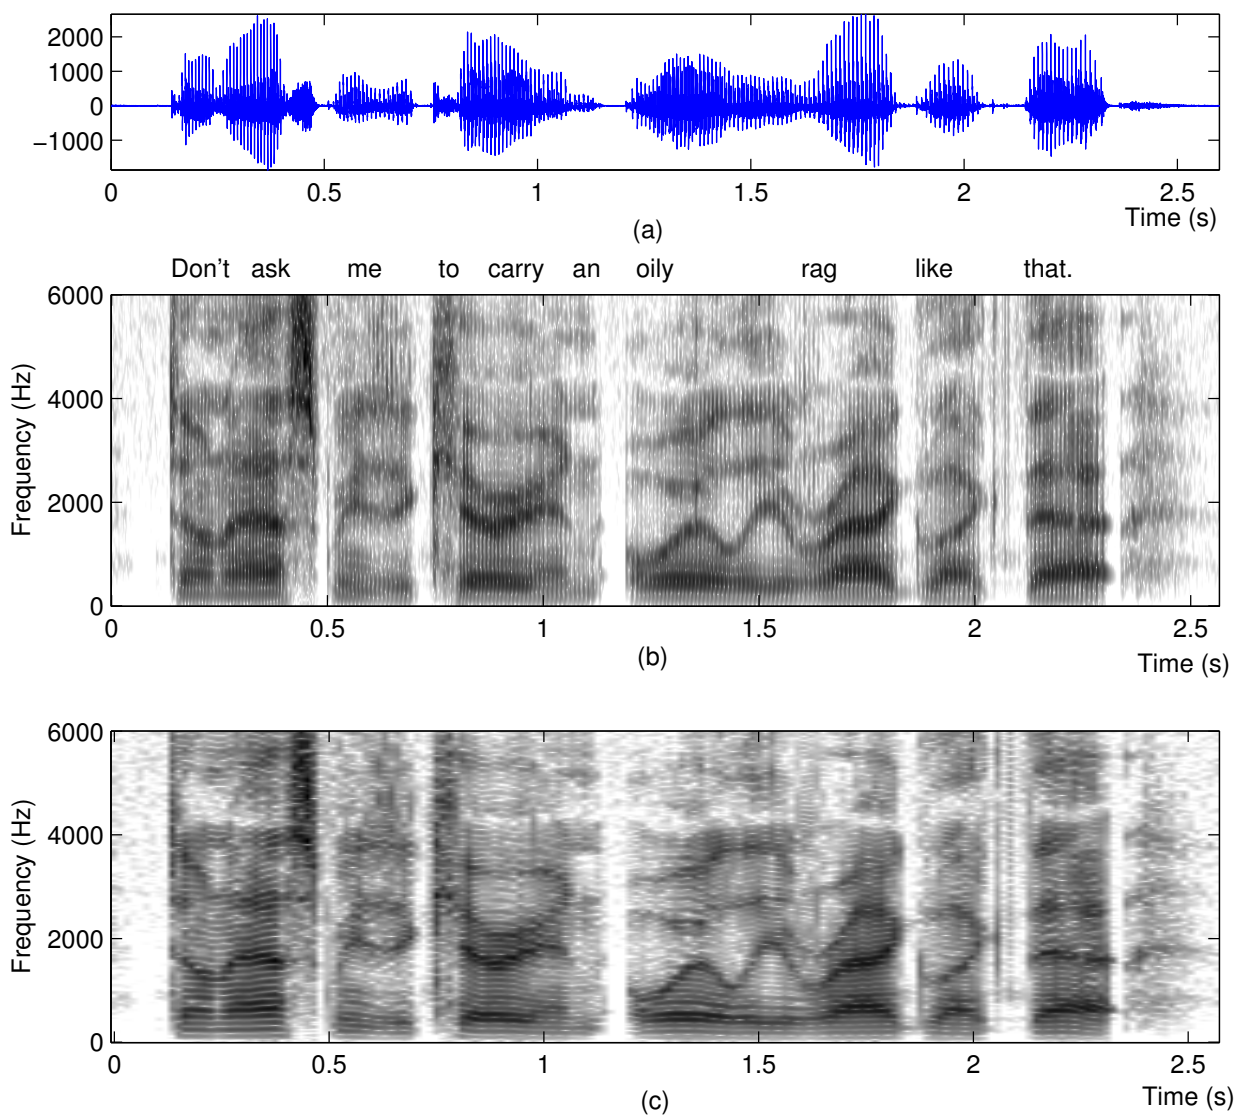 2000
1000
0
−1000
0 0.5 1 1.5 2 2.5
Time (s)
(a)
Don't ask me to carry an oily rag like that.
6000
4000
2000
0
Frequency (Hz)
0 0.5 1 1.5 2 2.5
(b)
Time (s)
6000
4000
2000
0
Frequency (Hz)
0 0.5 1 1.5 2 2.5
Time (s)
(c)